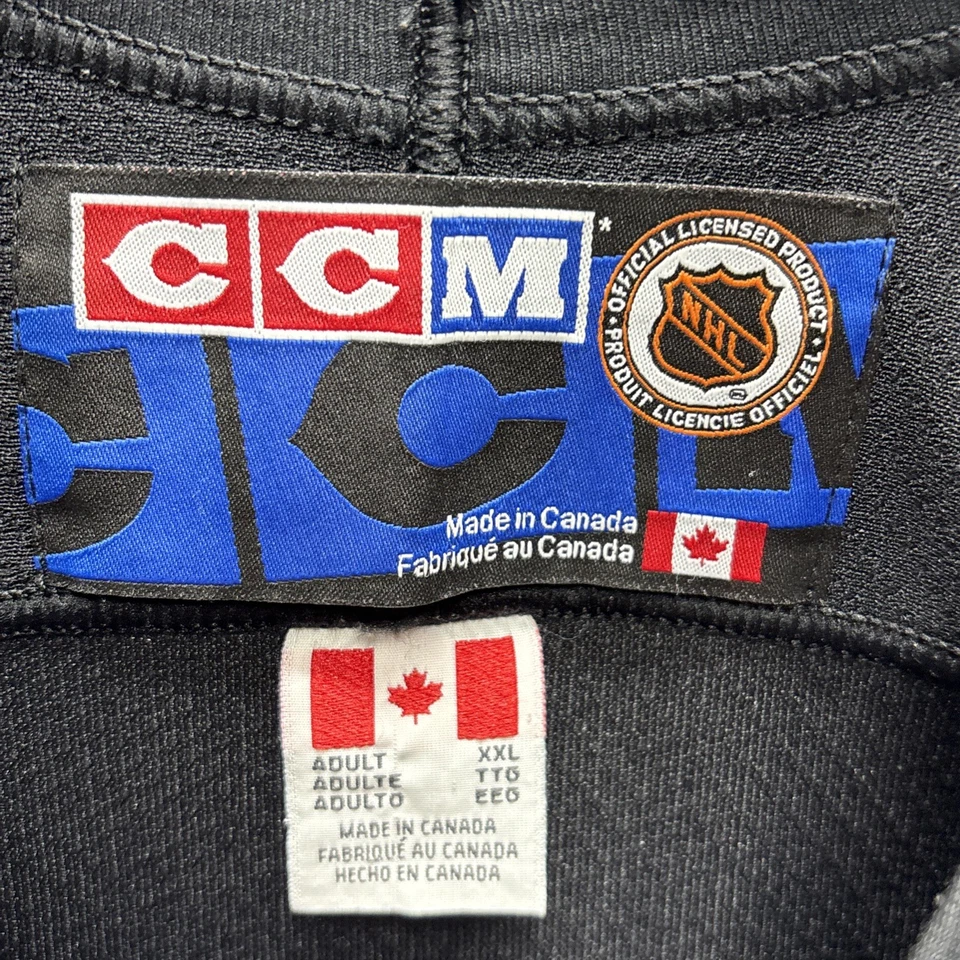 CCM*
OFFICIAL LICENSED PRODUCT •
PRODUIT LICENCIE OFFICIEL •
NHL
Made in Canada
Fabriqué au Canada
ADULT XXL
ADULTE TTG
ADULTO EEG
MADE IN CANADA
FABRIQUÉ AU CANADA
HECHO EN CANADA